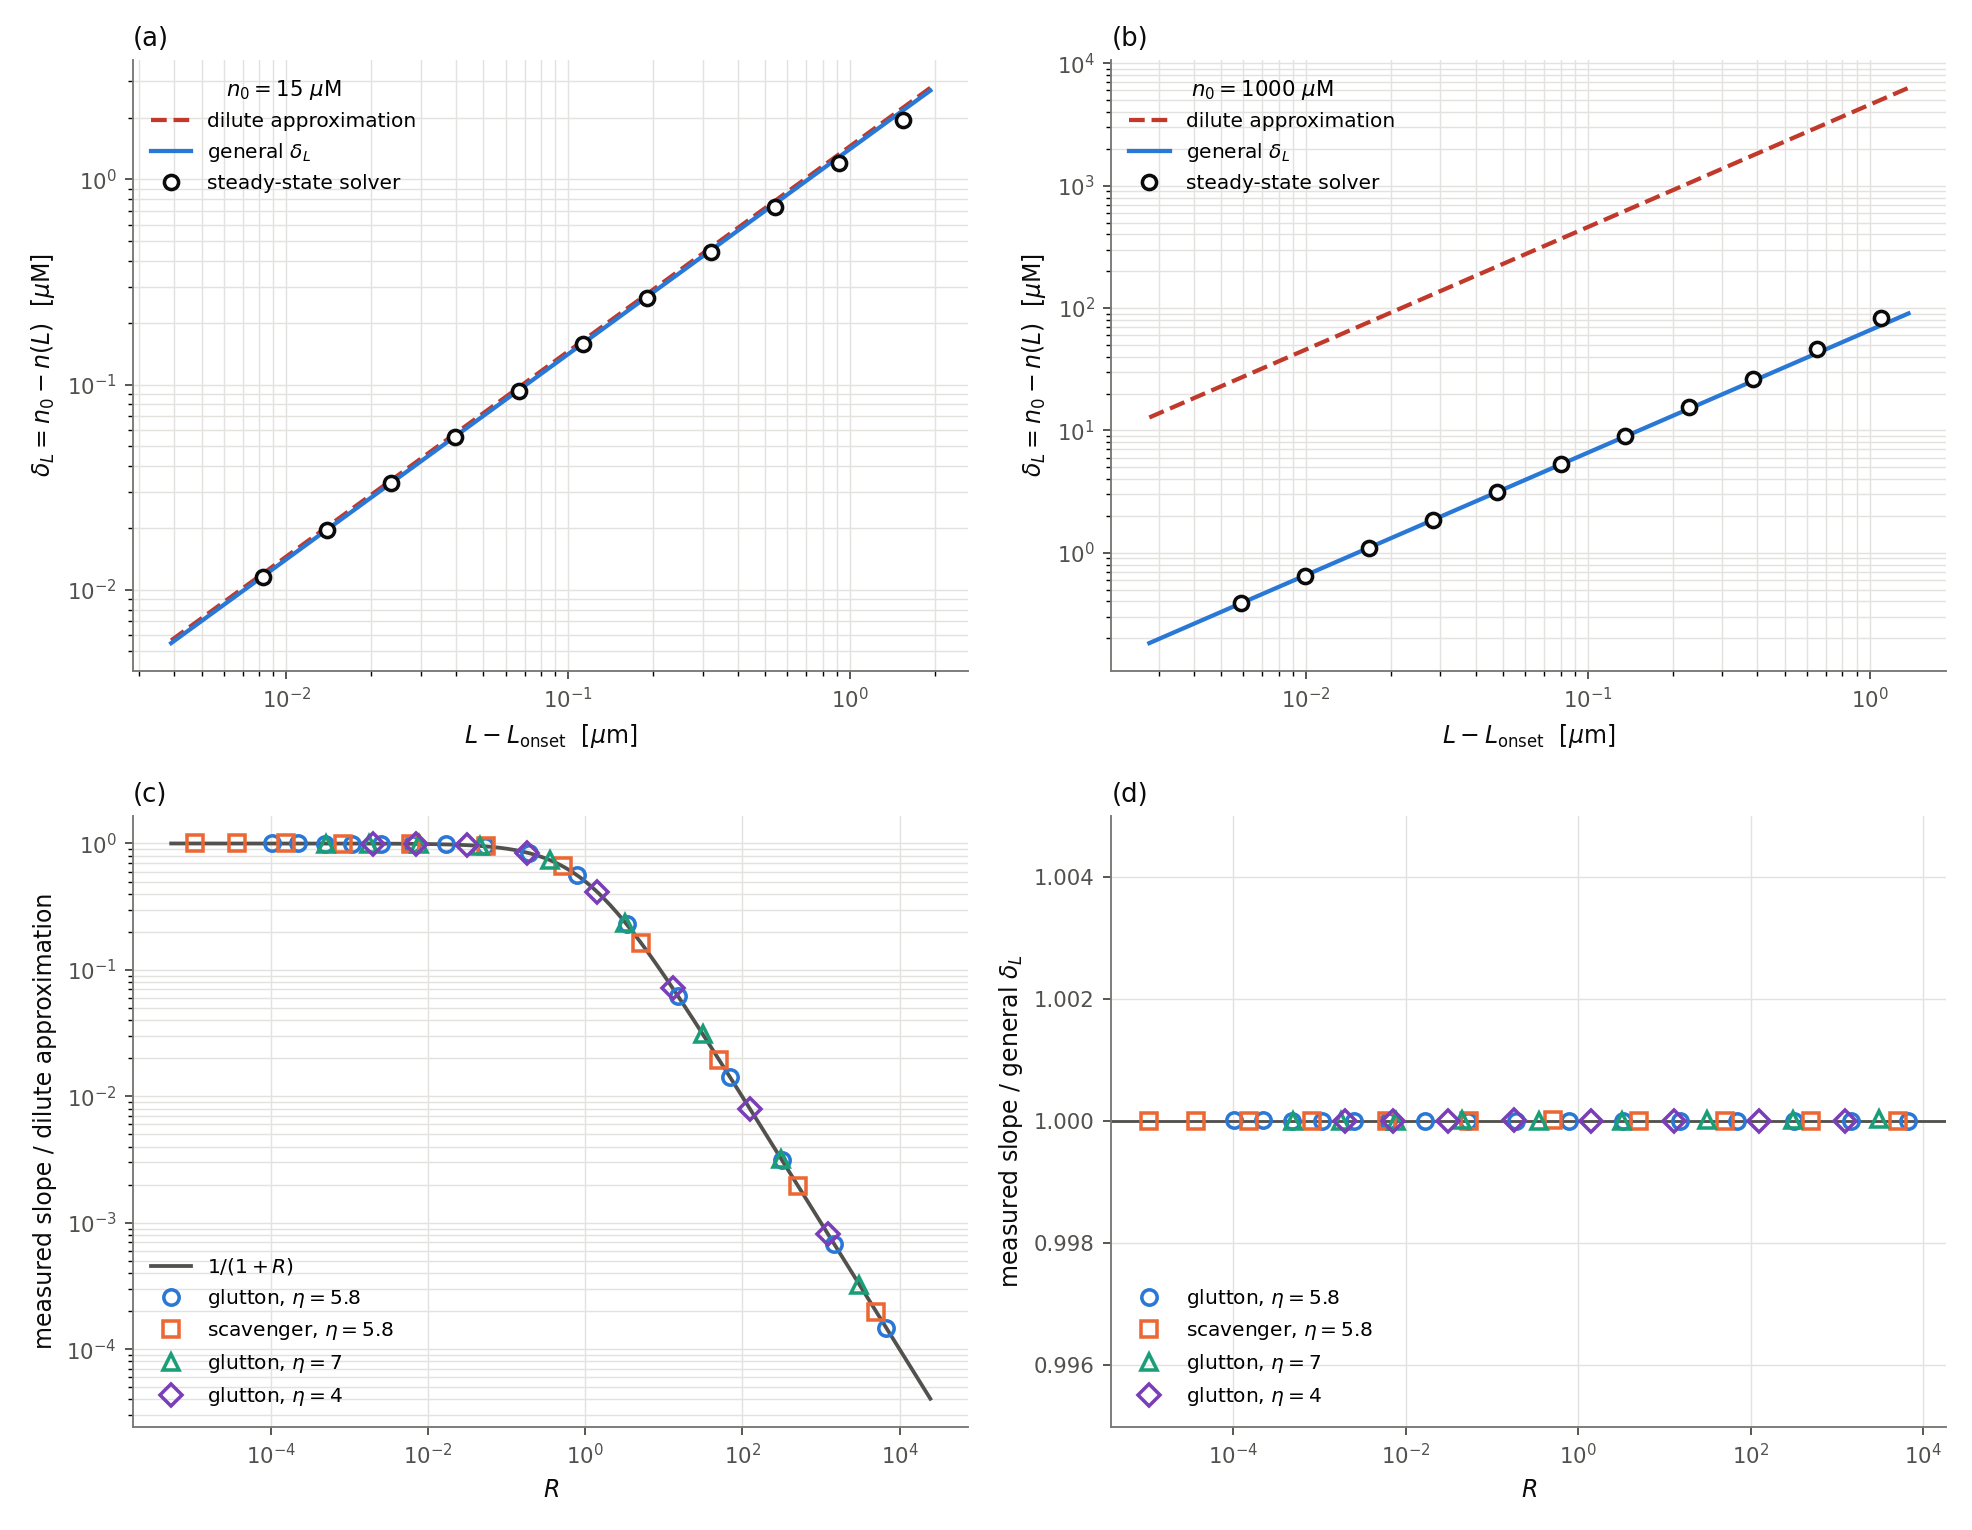 (a)
n₀ = 15 μM
dilute approximation
general δ_L
steady-state solver
δ_L = n₀ − n(L) [μM]
10⁰
10⁻¹
10⁻²
10⁻²
10⁻¹
10⁰
L − L_onset [μm]
(b)
n₀ = 1000 μM
dilute approximation
general δ_L
steady-state solver
δ_L = n₀ − n(L) [μM]
10⁴
10³
10²
10¹
10⁰
10⁻²
10⁻¹
10⁰
L − L_onset [μm]
(c)
measured slope / dilute approximation
10⁰
10⁻¹
10⁻²
10⁻³
10⁻⁴
1/(1 + R)
glutton, η = 5.8
scavenger, η = 5.8
glutton, η = 7
glutton, η = 4
10⁻⁴
10⁻²
10⁰
10²
10⁴
R
(d)
measured slope / general δ_L
1.004
1.002
1.000
0.998
0.996
glutton, η = 5.8
scavenger, η = 5.8
glutton, η = 7
glutton, η = 4
10⁻⁴
10⁻²
10⁰
10²
10⁴
R